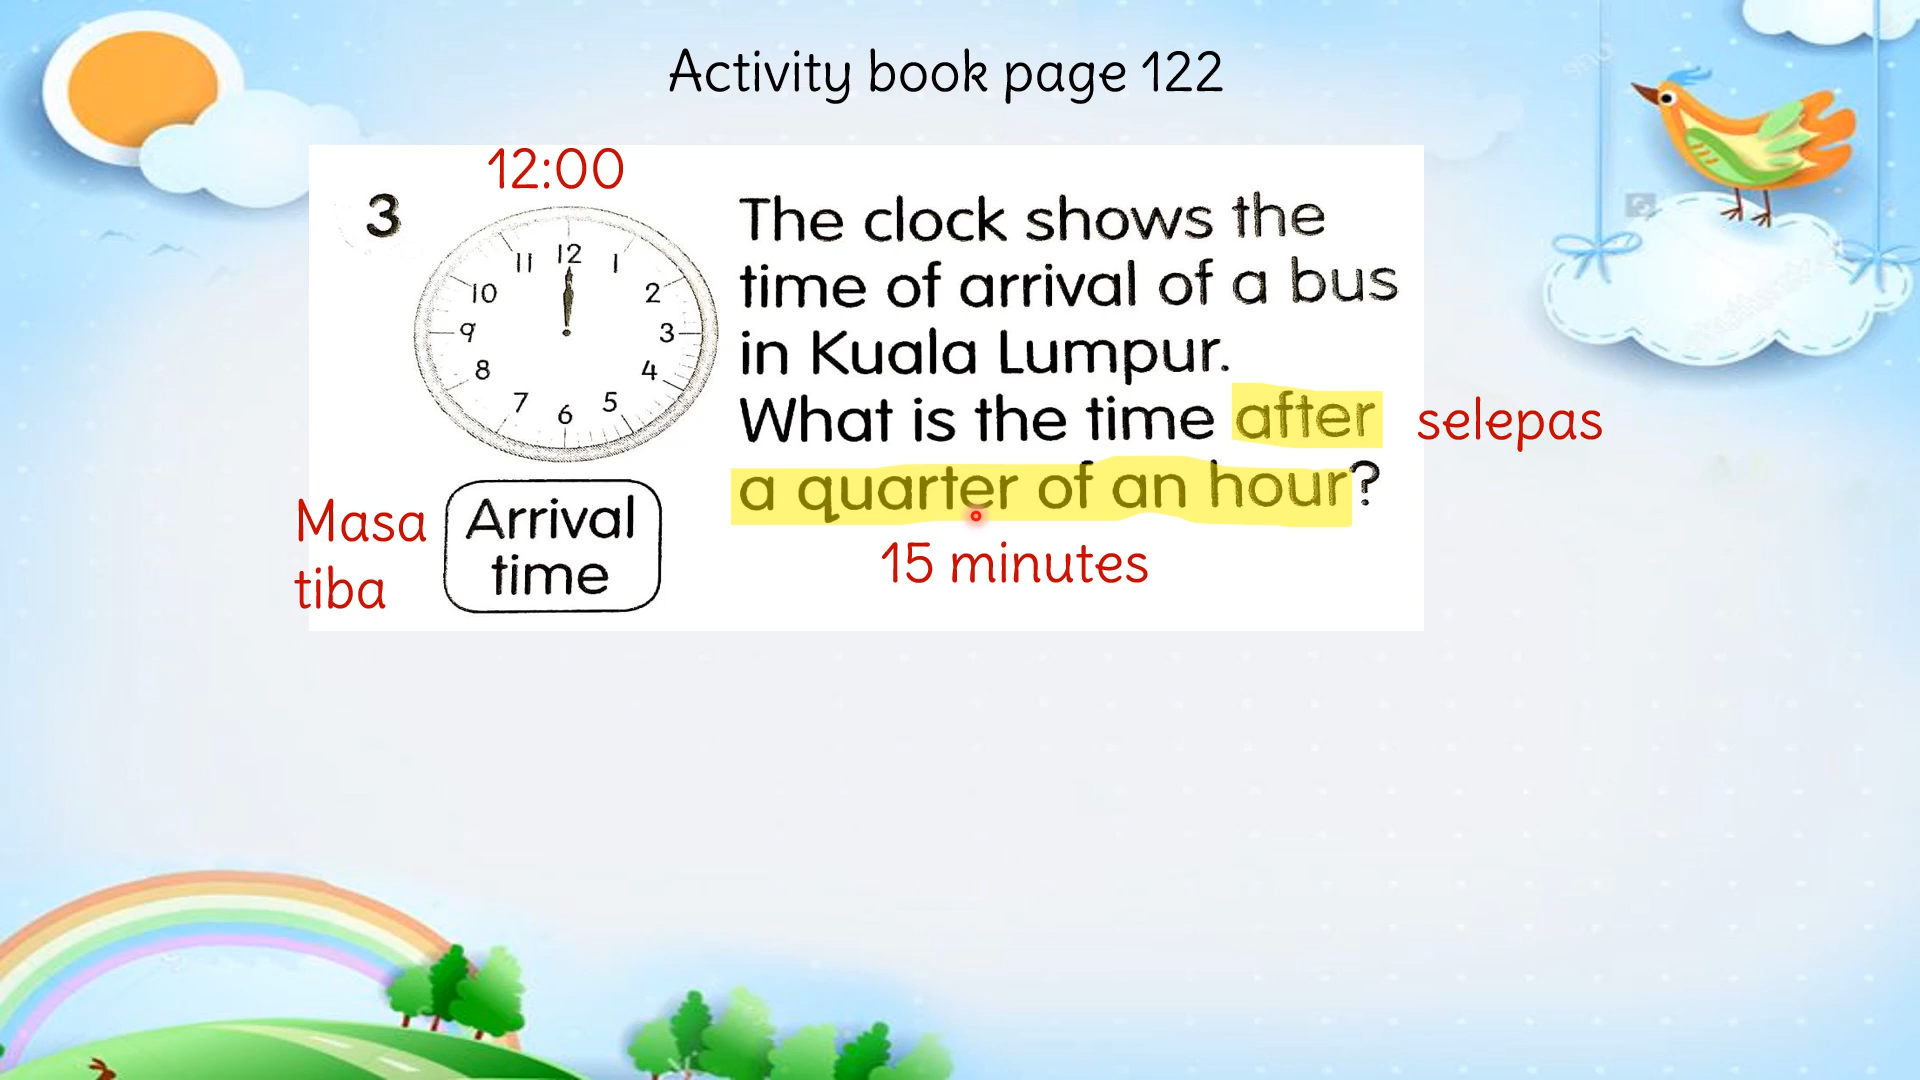 Activity book page 122
12:00
3
12
11
1
10
2
9
3
8
4
7
5
6
The clock shows the
time of arrival of a bus
in Kuala Lumpur.
What is the time after
selepas
a quarter of an hour?
15 minutes
Masa
tiba
Arrival
time